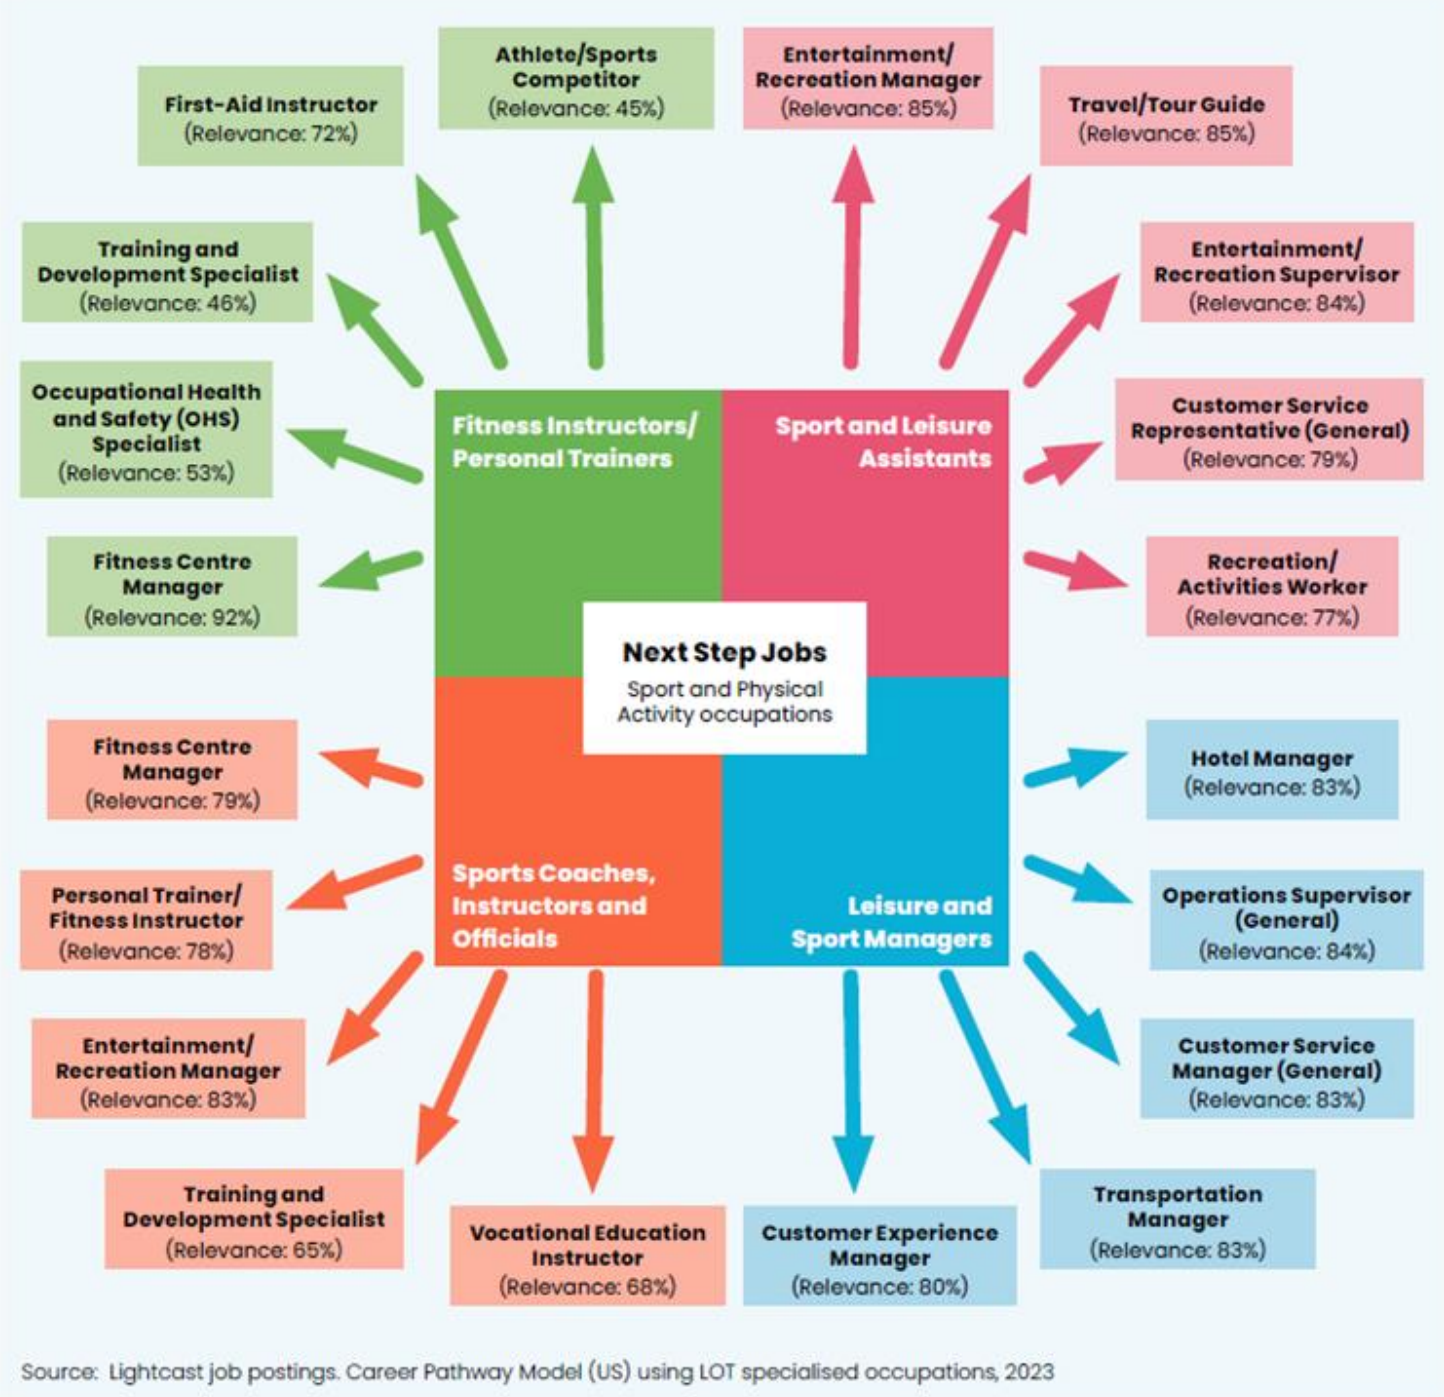 Athlete/Sports
Competitor
(Relevance: 45%)
Entertainment/
Recreation Manager
(Relevance: 85%)
First-Aid Instructor
(Relevance: 72%)
Travel/Tour Guide
(Relevance: 85%)
Training and
Development Specialist
(Relevance: 46%)
Entertainment/
Recreation Supervisor
(Relevance: 84%)
Occupational Health
and Safety (OHS)
Specialist
(Relevance: 53%)
Customer Service
Representative (General)
(Relevance: 79%)
Fitness Instructors/
Personal Trainers
Sport and Leisure
Assistants
Fitness Centre
Manager
(Relevance: 92%)
Recreation/
Activities Worker
(Relevance: 77%)
Next Step Jobs
Sport and Physical
Activity occupations
Fitness Centre
Manager
(Relevance: 79%)
Hotel Manager
(Relevance: 83%)
Sports Coaches,
Instructors and
Officials
Leisure and
Sport Managers
Personal Trainer/
Fitness Instructor
(Relevance: 78%)
Operations Supervisor
(General)
(Relevance: 84%)
Entertainment/
Recreation Manager
(Relevance: 83%)
Customer Service
Manager (General)
(Relevance: 83%)
Training and
Development Specialist
(Relevance: 65%)
Vocational Education
Instructor
(Relevance: 68%)
Customer Experience
Manager
(Relevance: 80%)
Transportation
Manager
(Relevance: 83%)
Source: Lightcast job postings. Career Pathway Model (US) using LOT specialised occupations, 2023